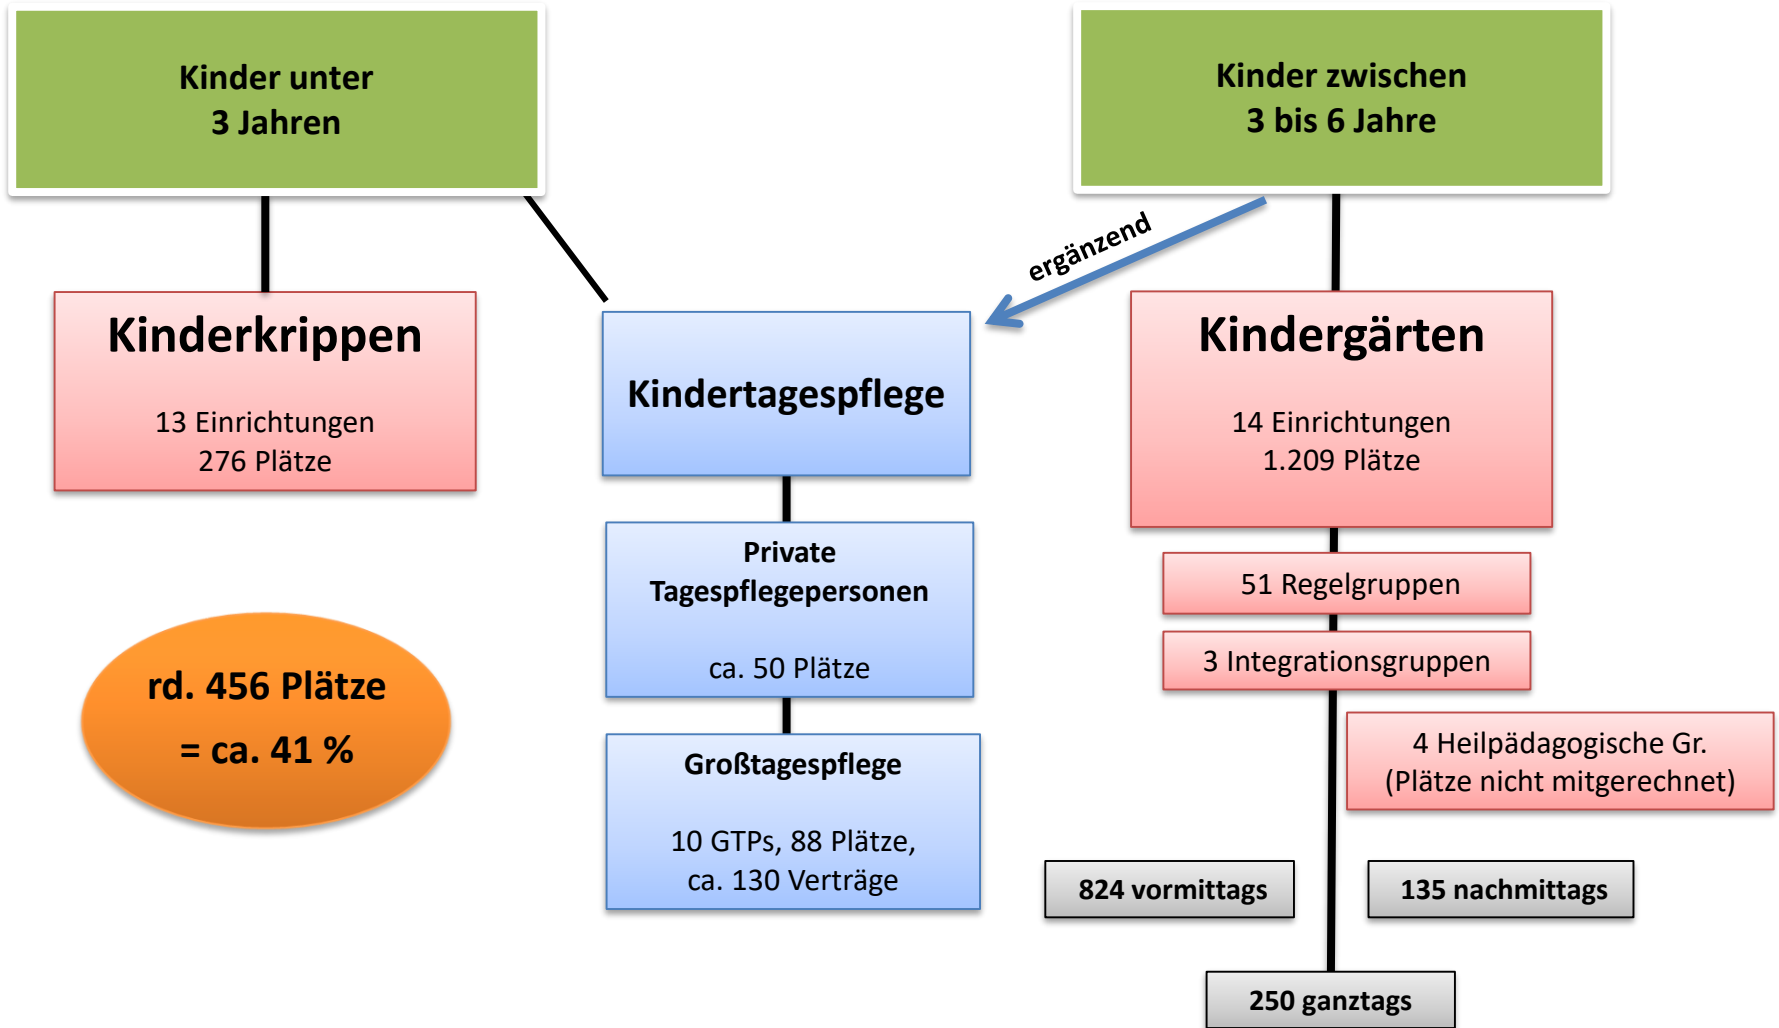 Kinder unter
3 Jahren
Kinder zwischen
3 bis 6 Jahre
ergänzend
Kinderkrippen
13 Einrichtungen
276 Plätze
Kindertagespflege
Kindergärten
14 Einrichtungen
1.209 Plätze
Private
Tagespflegepersonen
ca. 50 Plätze
51 Regelgruppen
3 Integrationsgruppen
rd. 456 Plätze
= ca. 41 %
Großtagespflege
10 GTPs, 88 Plätze,
ca. 130 Verträge
4 Heilpädagogische Gr.
(Plätze nicht mitgerechnet)
824 vormittags
135 nachmittags
250 ganztags